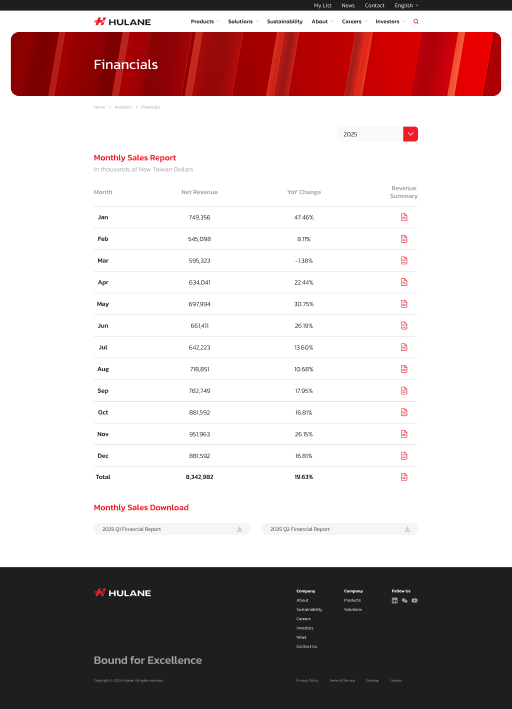 My List News Contact English
HULANE Products Solutions Sustainability About Careers Investors
Financials
Home Investors Financials
2025
Monthly Sales Report
In thousands of New Taiwan Dollars
Month Net Revenue YoY Change Revenue Summary
Jan 749,356 47.46%
Feb 545,098 8.11%
Mar 595,323 -1.38%
Apr 634,041 22.44%
May 697,994 30.75%
Jun 661,411 26.19%
Jul 642,223 13.60%
Aug 718,851 10.68%
Sep 782,749 17.95%
Oct 881,592 16.81%
Nov 951,963 26.15%
Dec 881,592 16.81%
Total 8,342,982 19.63%
Monthly Sales Download
2025 Q1 Financial Report 2025 Q2 Financial Report
HULANE
Company Company Follow Us
About Products
Sustainability Solutions
Careers
Investors
News
Contact Us
Bound for Excellence
Copyright © Hulane All rights reserved Privacy Policy Terms of Service Sitemap Cookies